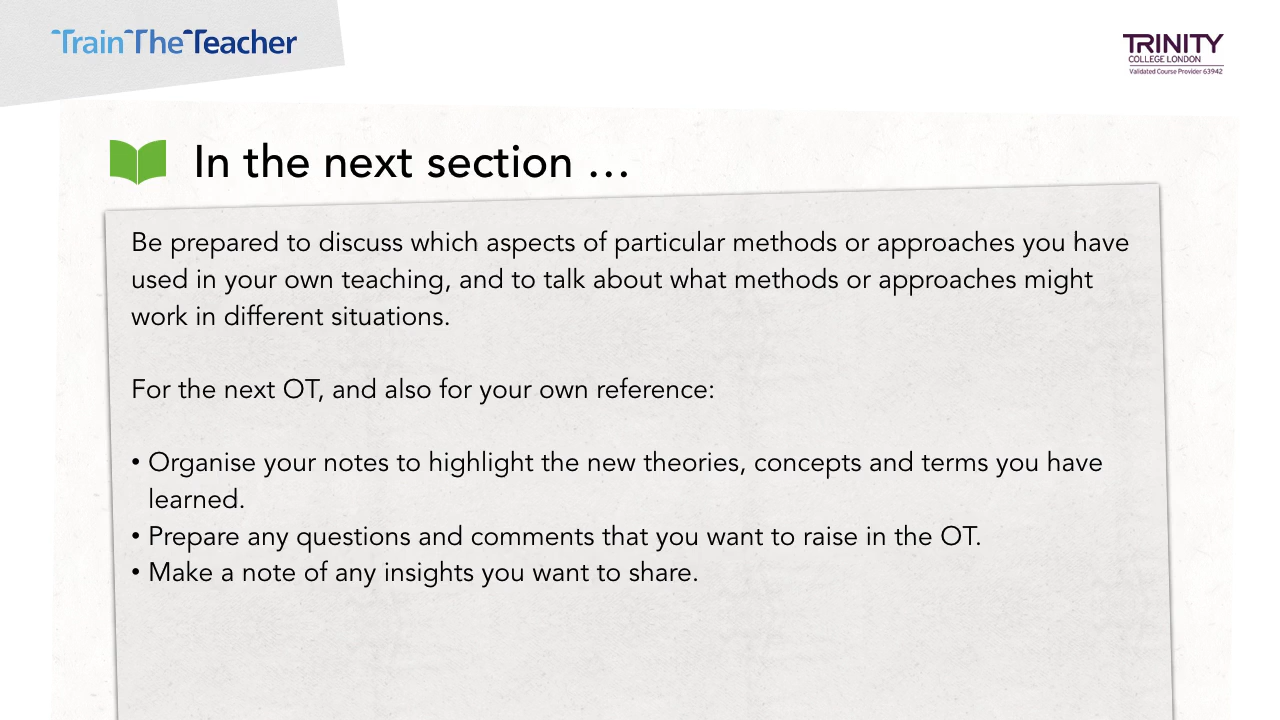 TrainTheTeacher
TRINITY
COLLEGE LONDON
Validated Course Provider 63942
In the next section …
Be prepared to discuss which aspects of particular methods or approaches you have
used in your own teaching, and to talk about what methods or approaches might
work in different situations.
For the next OT, and also for your own reference:
• Organise your notes to highlight the new theories, concepts and terms you have
learned.
• Prepare any questions and comments that you want to raise in the OT.
• Make a note of any insights you want to share.